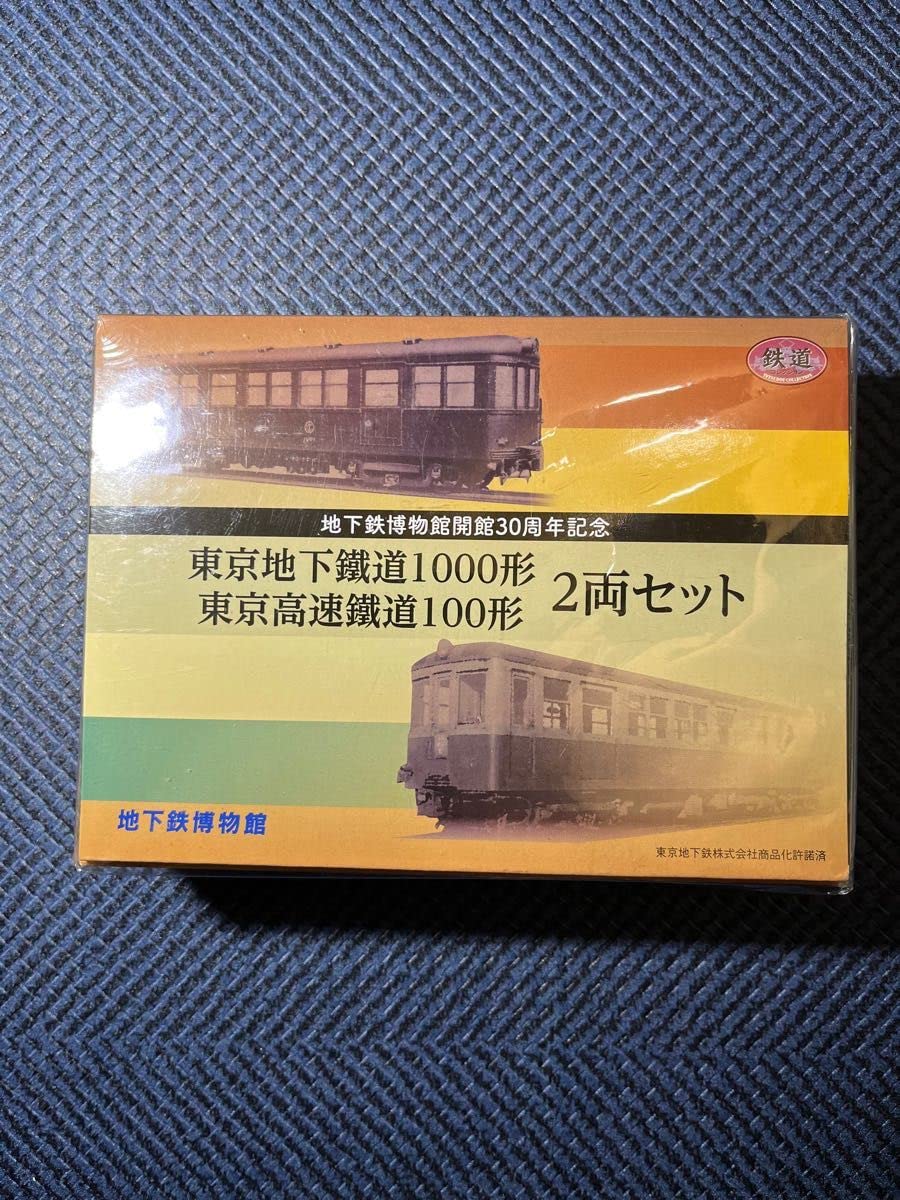 鉄道
地下鉄博物館開館30周年記念
東京地下鐵道1000形
東京高速鐵道100形
2両セット
地下鉄博物館
東京地下鉄株式会社商品化許諾済